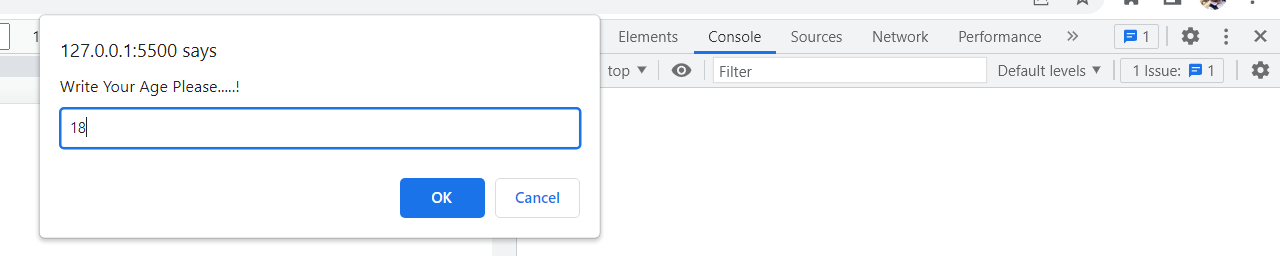 127.0.0.1:5500 says
Write Your Age Please.....!
18
OK Cancel
1
Elements Console Sources Network Performance » 1
top Filter Default levels ▼ 1 Issue: 1